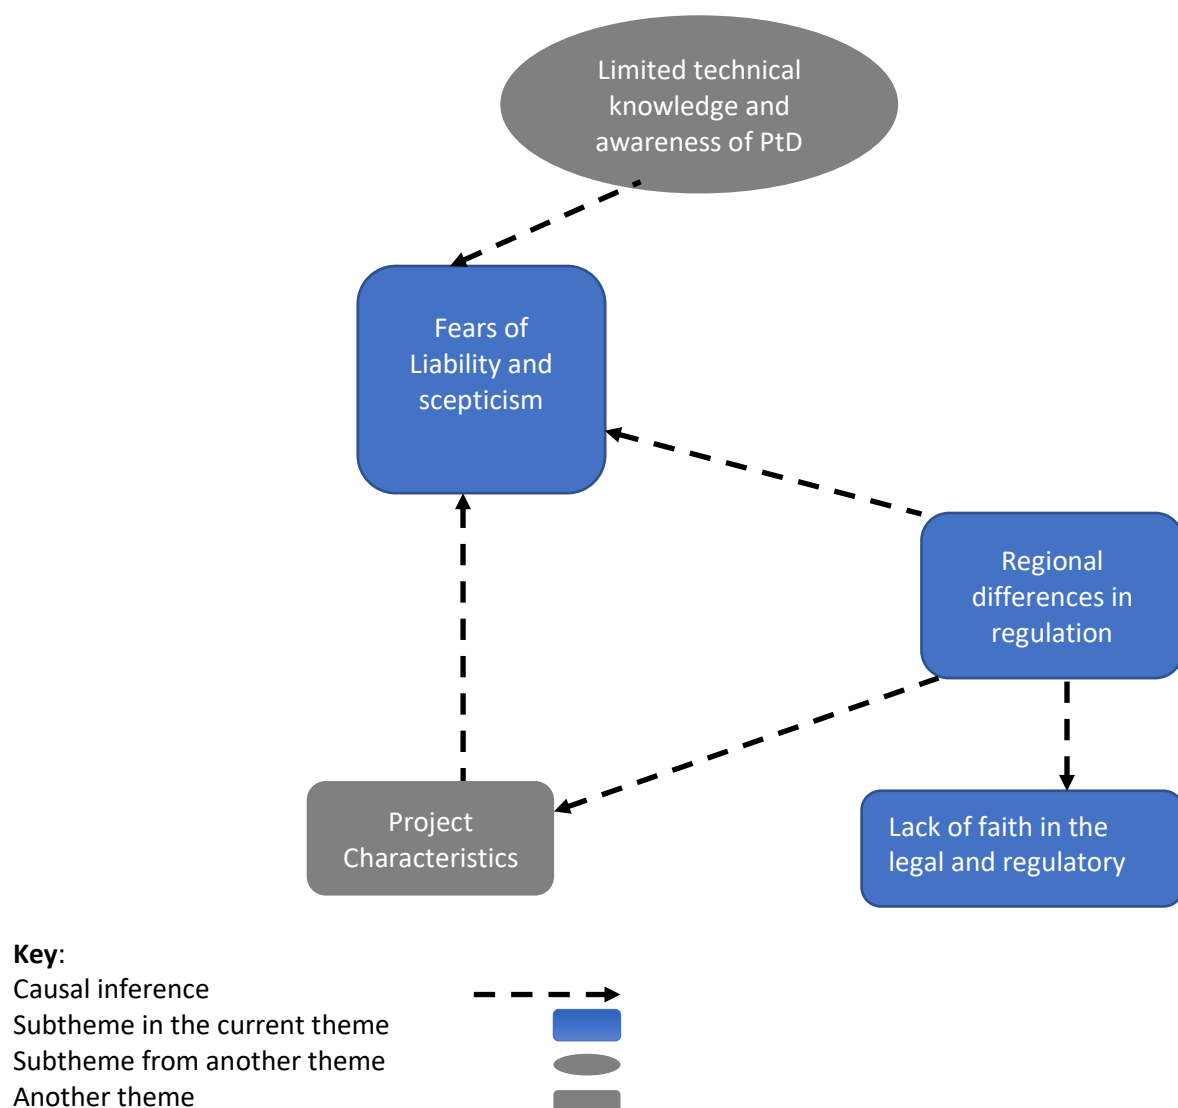 Limited technical
knowledge and
awareness of PtD
Fears of
Liability and
scepticism
Regional
differences in
regulation
Project
Characteristics
Lack of faith in the
legal and regulatory
Key:
Causal inference
Subtheme in the current theme
Subtheme from another theme
Another theme